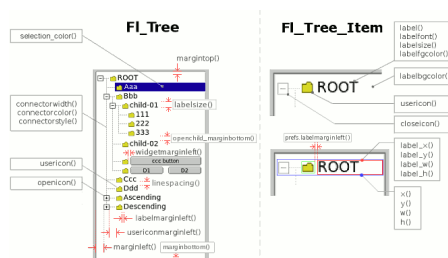 Fl_Tree
selection_color()
margintop()
ROOT
Aaa
Bbb
child-01
111
222
333
child-02
labelsize()
connectorwidth()
connectorcolor()
connectorstyle()
openchild_marginbottom()
widgetmarginleft()
ccc button
D1
D2
usericon()
Ccc
Ddd
linespacing()
openicon()
Ascending
Descending
labelmarginleft()
usericonmarginleft()
marginleft()
marginbottom()
Fl_Tree_Item
label()
labelfont()
labelsize()
labelfgcolor()
ROOT
labelbgcolor()
usericon()
closeicon()
prefs.labelmarginleft()
ROOT
label_x()
label_y()
label_w()
label_h()
x()
y()
w()
h()